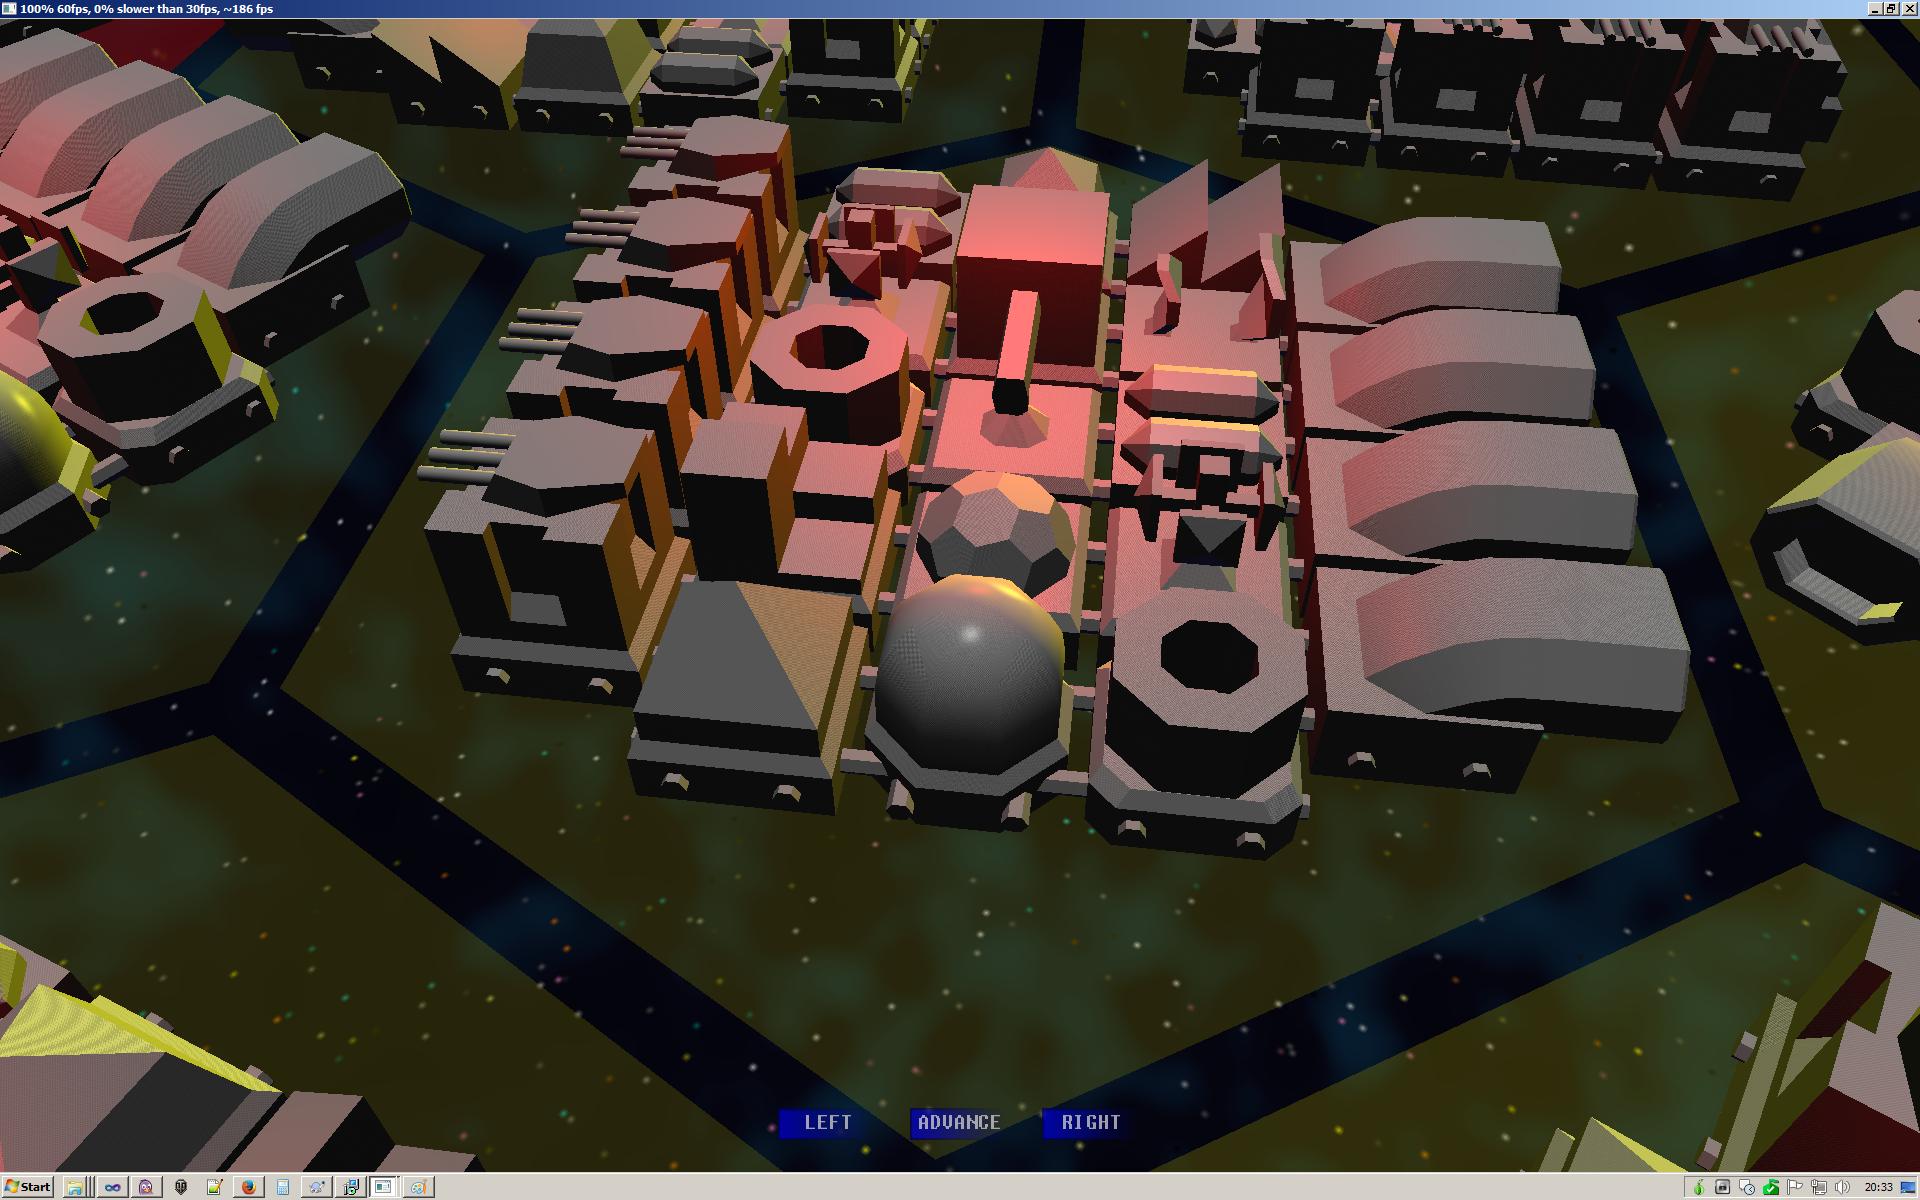 100% 60fps, 0% slower than 30fps, ~186 fps
LEFT ADVANCE RIGHT
Start 20:33